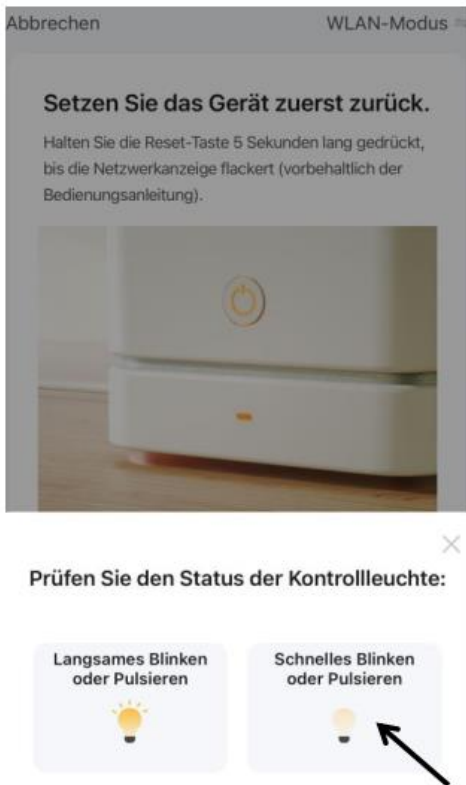 Abbrechen
WLAN-Modus
Setzen Sie das Gerät zuerst zurück.
Halten Sie die Reset-Taste 5 Sekunden lang gedrückt,
bis die Netzwerkanzeige flackert (vorbehaltlich der
Bedienungsanleitung).
Prüfen Sie den Status der Kontrollleuchte:
Langsames Blinken
oder Pulsieren
Schnelles Blinken
oder Pulsieren